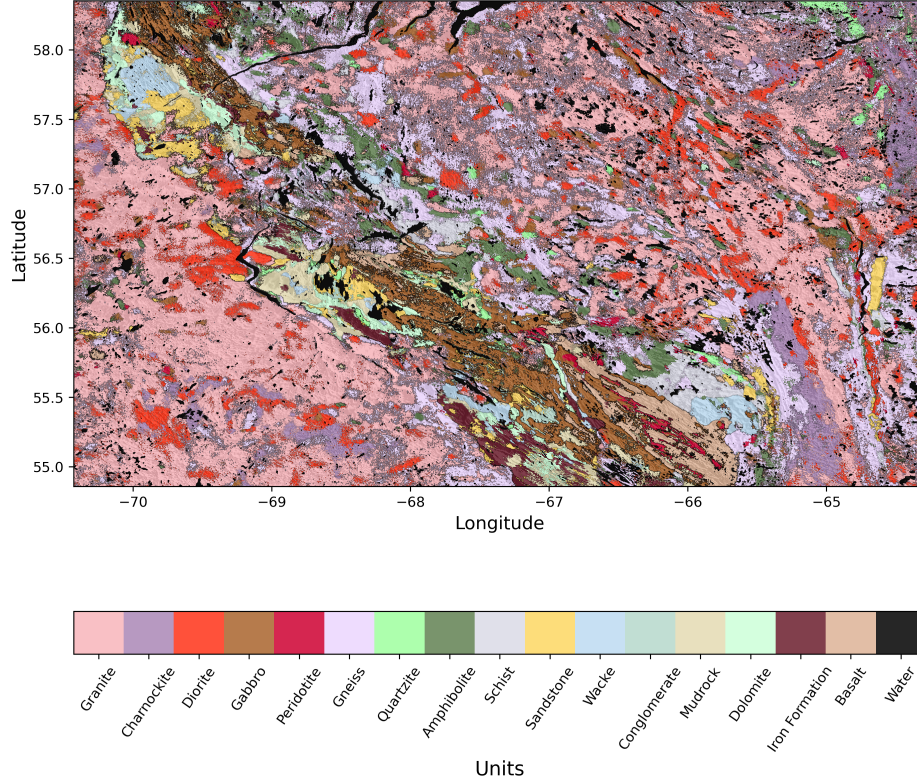 58.0
57.5
57.0
56.5
56.0
55.5
55.0
Latitude
−70
−69
−68
−67
−66
−65
Longitude
Granite
Charnockite
Diorite
Gabbro
Peridotite
Gneiss
Quartzite
Amphibolite
Schist
Sandstone
Wacke
Conglomerate
Mudrock
Dolomite
Iron Formation
Basalt
Water
Units